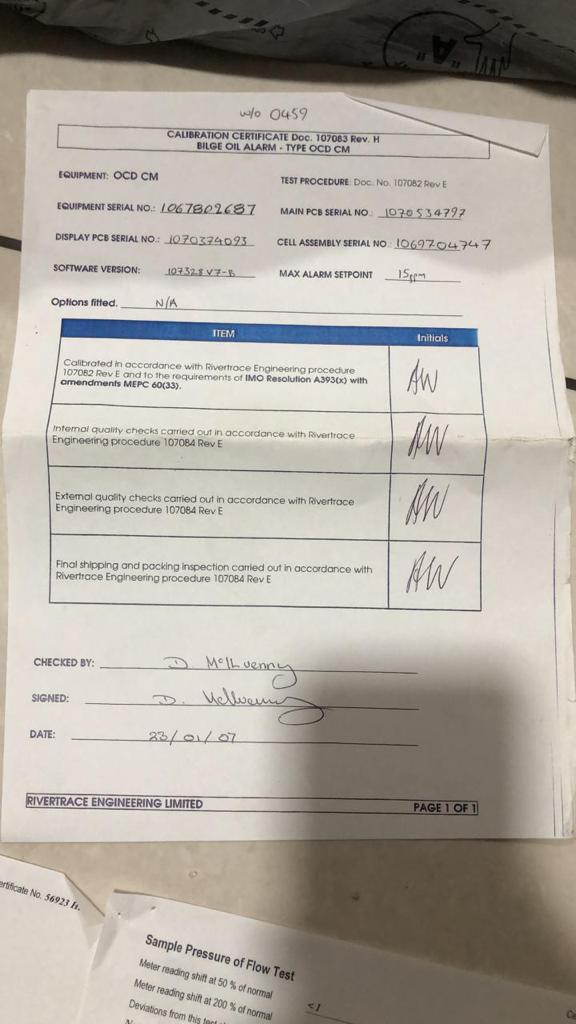 w/o 0459
CALIBRATION CERTIFICATE Doc. 107083 Rev. H
BILGE OIL ALARM - TYPE OCD CM
EQUIPMENT: OCD CM
TEST PROCEDURE: Doc. No. 107082 Rev E
EQUIPMENT SERIAL NO.: 1067802687
MAIN PCB SERIAL NO.: 1070534797
DISPLAY PCB SERIAL NO.: 1070374093
CELL ASSEMBLY SERIAL NO: 1069704747
SOFTWARE VERSION: 107328 V7-B
MAX ALARM SETPOINT 15ppm
Options fitted. N/A
ITEM
Initials
Calibrated in accordance with Rivertrace Engineering procedure
107082 Rev E and to the requirements of IMO Resolution A393(x) with
amendments MEPC 60(33).
AW
Internal quality checks carried out in accordance with Rivertrace
Engineering procedure 107084 Rev E
AW
External quality checks carried out in accordance with Rivertrace
Engineering procedure 107084 Rev E
AW
Final shipping and packing inspection carried out in accordance with
Rivertrace Engineering procedure 107084 Rev E
AW
CHECKED BY: D McIlvenny
SIGNED: D. McIlvenny
DATE: 23/01/07
RIVERTRACE ENGINEERING LIMITED
PAGE 1 OF 1
ertificate No. 56923 Is.
Sample Pressure of Flow Test
Meter reading shift at 50 % of normal
<1
Meter reading shift at 200 % of normal
Deviations from this test